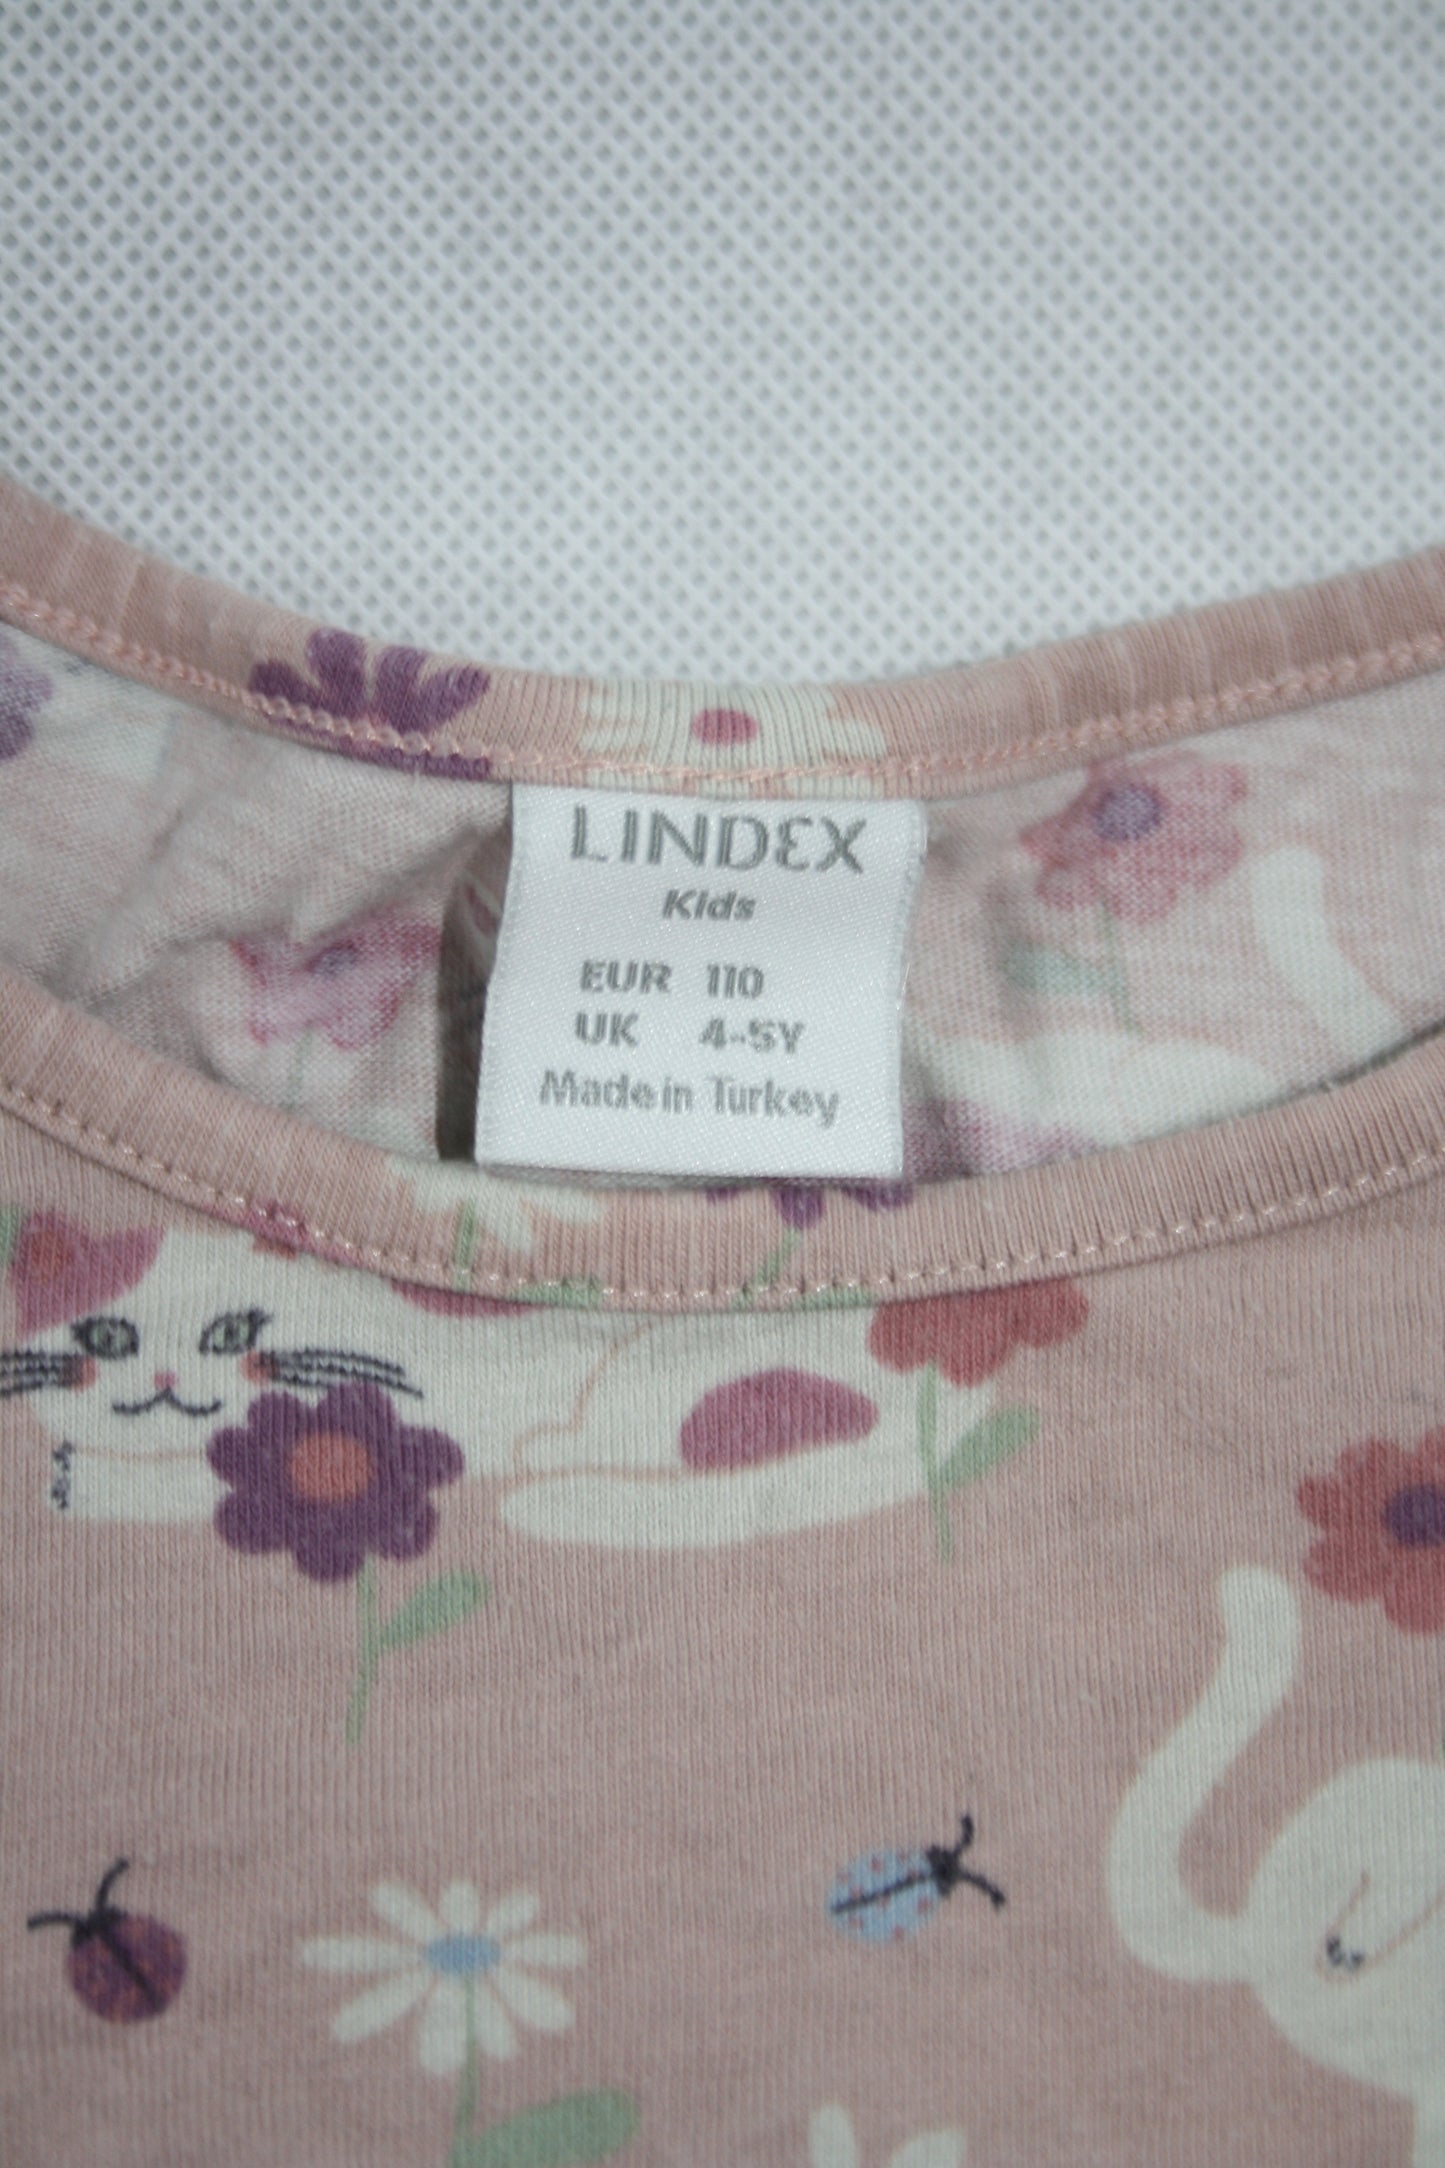 LINDEX
Kids
EUR 110
UK 4-5Y
Made in Turkey